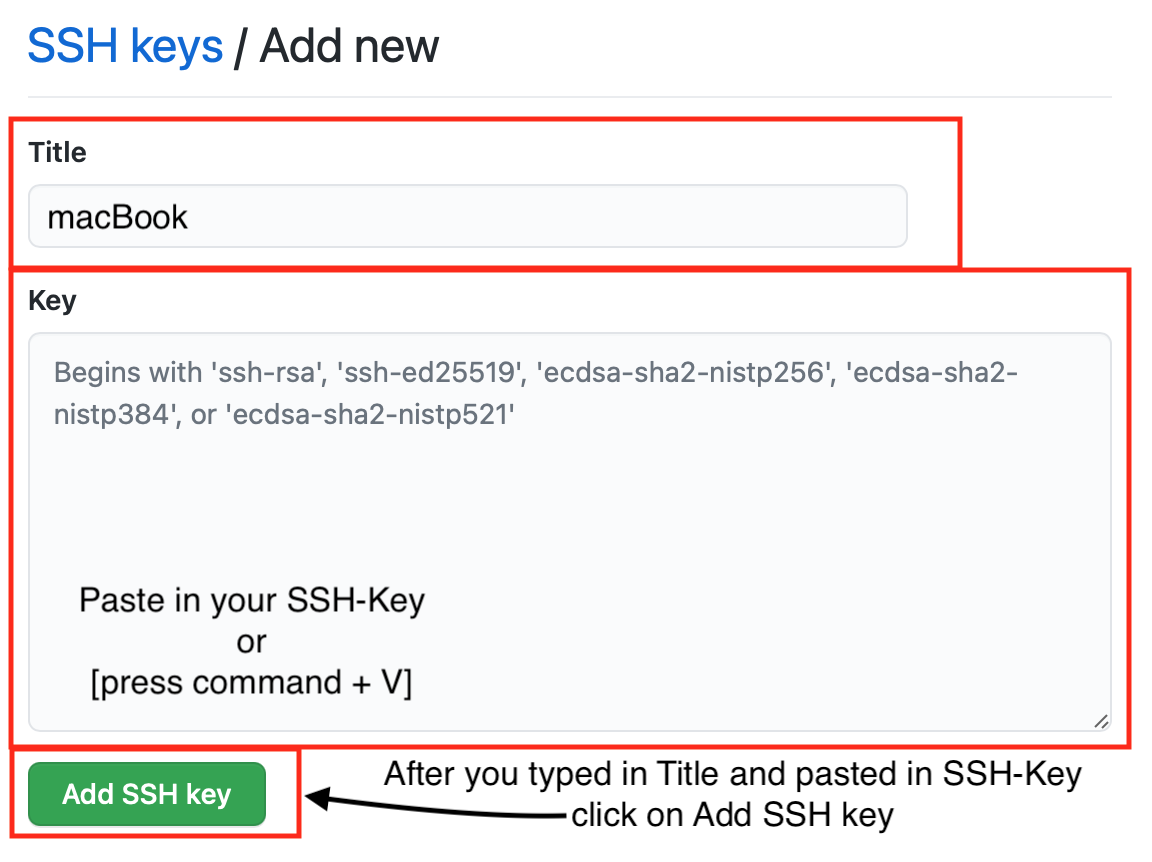 SSH keys / Add new
Title
macBook
Key
Begins with 'ssh-rsa', 'ssh-ed25519', 'ecdsa-sha2-nistp256', 'ecdsa-sha2-
nistp384', or 'ecdsa-sha2-nistp521'
Paste in your SSH-Key
or
[press command + V]
Add SSH key
After you typed in Title and pasted in SSH-Key
click on Add SSH key